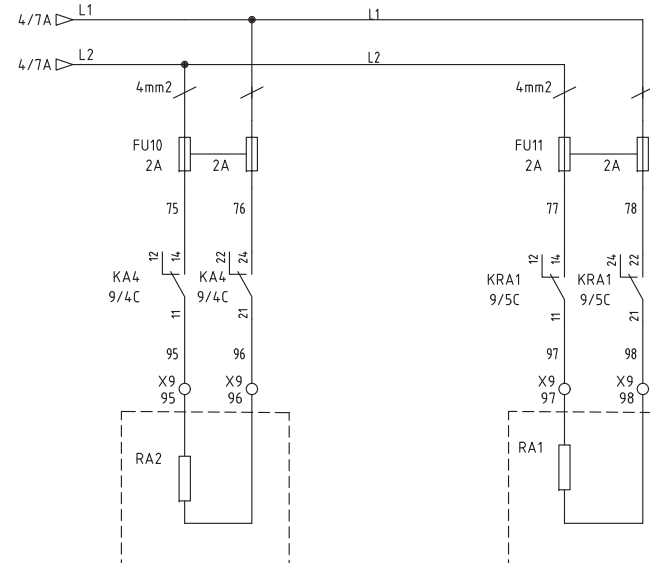 L1
4/7A
L1
L2
4/7A
L2
4mm2
4mm2
FU10
2A
2A
FU11
2A
2A
75
76
77
78
12
14
22
24
12
14
24
22
KA4
9/4C
KA4
9/4C
KRA1
9/5C
KRA1
9/5C
11
21
11
21
95
96
97
98
X9
95
X9
96
X9
97
X9
98
RA2
RA1